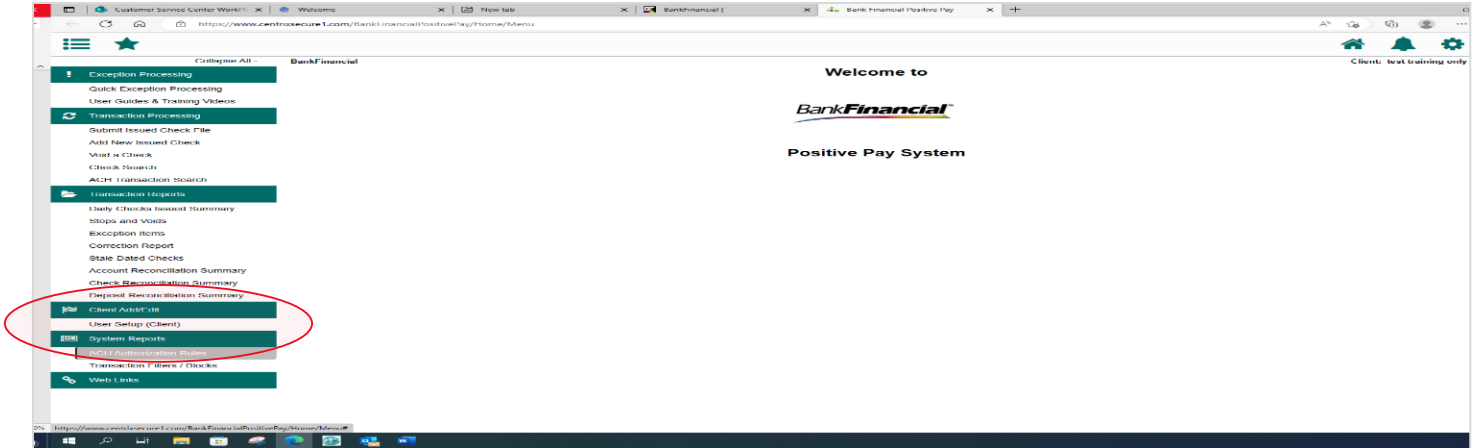 Customer Service Center WorkPl
Welcome
New tab
BankFinancial |
Bank Financial Positive Pay
https://www.centrixsecure1.com/BankFinancialPositivePay/Home/Menu
Collapse All -
BankFinancial
Client: test training only
Exception Processing
Quick Exception Processing
User Guides & Training Videos
Transaction Processing
Submit Issued Check File
Add New Issued Check
Void a Check
Check Search
ACH Transaction Search
Transaction Reports
Daily Checks Issued Summary
Stops and Voids
Exception Items
Correction Report
Stale Dated Checks
Account Reconciliation Summary
Check Reconciliation Summary
Deposit Reconciliation Summary
Client Add/Edit
User Setup (Client)
System Reports
ACH Authorization Rules
Transaction Filters / Blocks
Web Links
Welcome to
BankFinancial
Positive Pay System
https://www.centrixsecure1.com/BankFinancialPositivePay/Home/Menu#